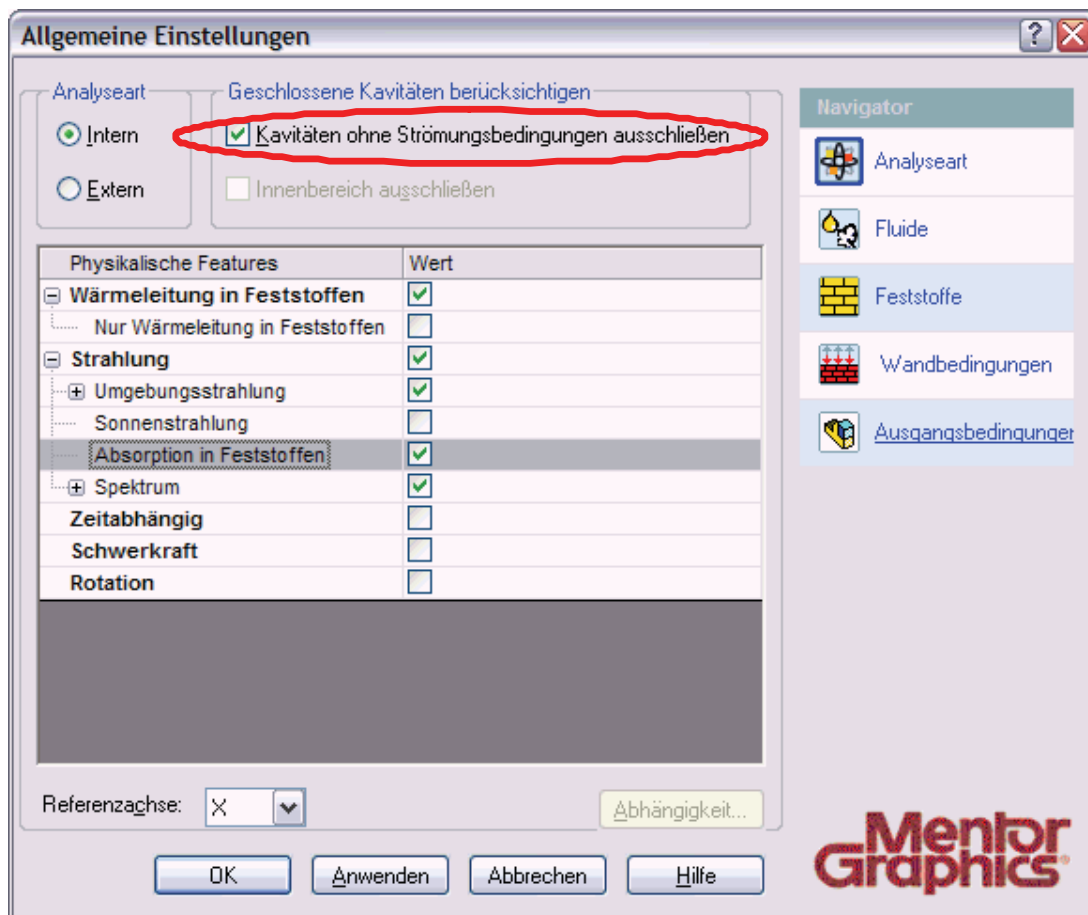 Allgemeine Einstellungen
Analyseart
Intern
Extern
Geschlossene Kavitäten berücksichtigen
Kavitäten ohne Strömungsbedingungen ausschließen
Innenbereich ausschließen
Physikalische Features Wert
Wärmeleitung in Feststoffen
Nur Wärmeleitung in Feststoffen
Strahlung
Umgebungsstrahlung
Sonnenstrahlung
Absorption in Feststoffen
Spektrum
Zeitabhängig
Schwerkraft
Rotation
Referenzachse: X
Abhängigkeit...
OK Anwenden Abbrechen Hilfe
Navigator
Analyseart
Fluide
Feststoffe
Wandbedingungen
Ausgangsbedingunger
Mentor
Graphics®